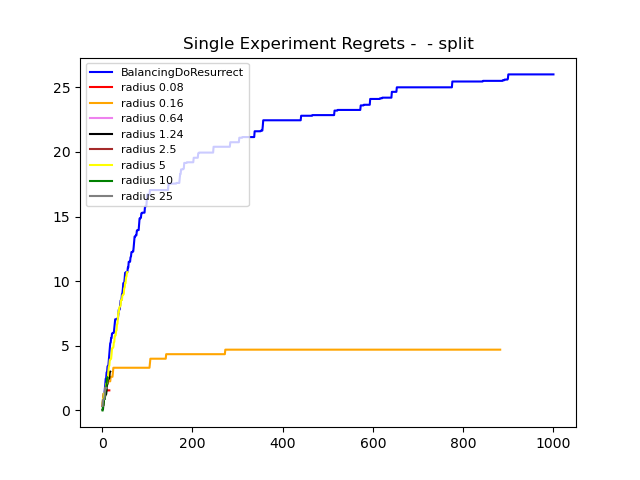 Single Experiment Regrets -  - split
BalancingDoResurrect
radius 0.08
radius 0.16
radius 0.64
radius 1.24
radius 2.5
radius 5
radius 10
radius 25
25
20
15
10
5
0
0 200 400 600 800 1000